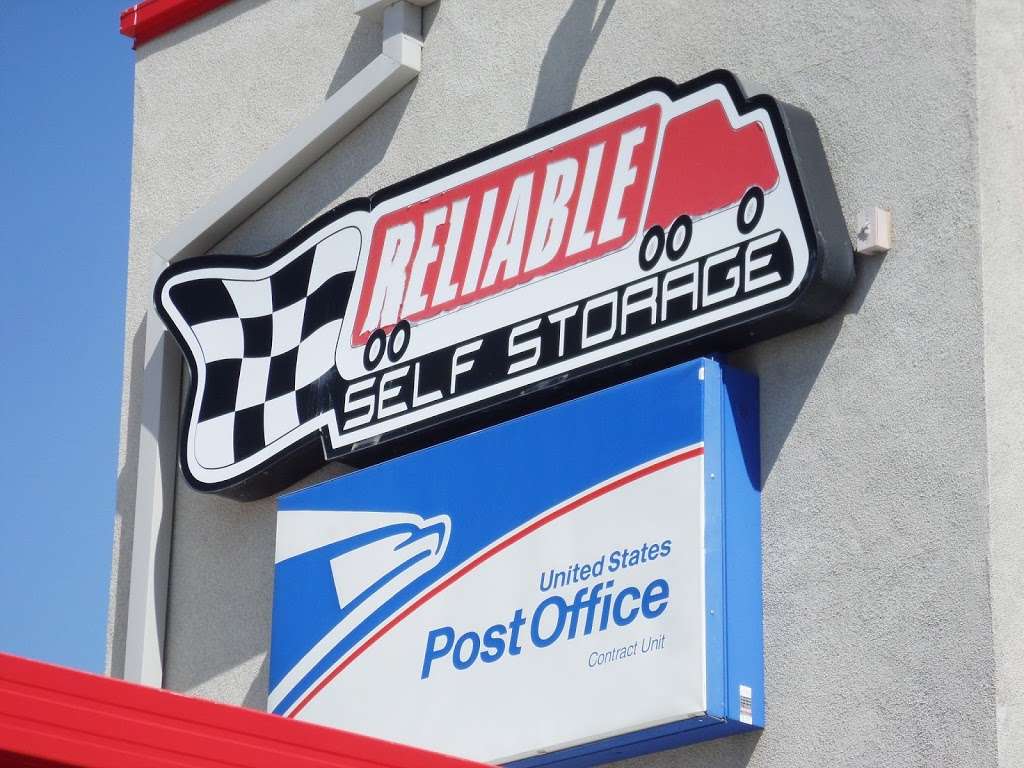 RELIABLE
SELF STORAGE
United States
Post Office
Contract Unit